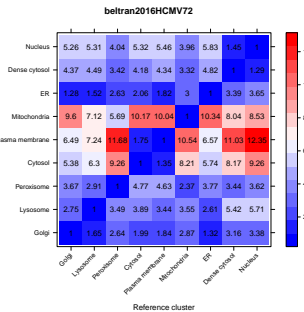 beltran2016HCMV72
Nucleus 5.26 5.31 4.04 5.32 5.46 3.96 5.83 1.45 1
Dense cytosol 4.37 4.49 3.42 4.18 4.34 3.32 4.82 1 1.29
ER 1.28 1.52 2.63 2.06 1.82 3 1 3.39 3.65
Mitochondria 9.6 7.12 5.69 10.17 10.04 1 10.34 8.04 8.53
asma membrane 6.49 7.24 11.68 1.75 1 10.54 6.57 11.03 12.35
Cytosol 5.38 6.3 9.26 1 1.35 8.21 5.74 8.17 9.26
Peroxisome 3.67 2.91 1 4.77 4.63 2.37 3.77 3.44 3.62
Lysosome 2.75 1 3.49 3.89 3.44 3.55 2.61 5.42 5.71
Golgi 1 1.65 2.64 1.99 1.84 2.87 1.32 3.16 3.38
Golgi Lysosome Peroxisome Cytosol Plasma membrane Mitochondria ER Dense cytosol Nucleus
Reference cluster